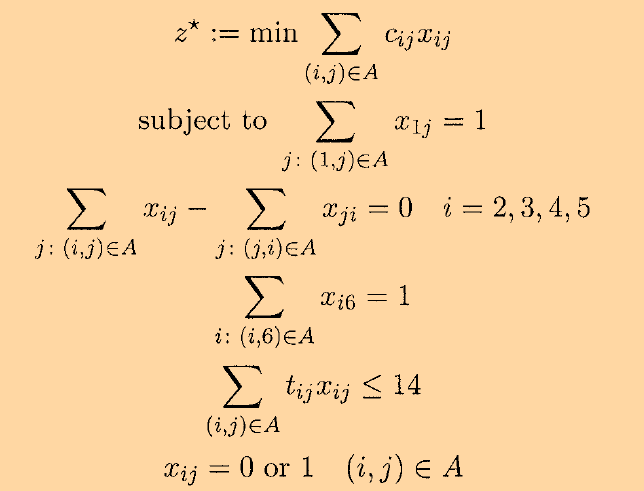 z⋆ := min ∑_{(i,j)∈A} c_{ij}x_{ij}
subject to ∑_{j: (1,j)∈A} x_{1j} = 1
∑_{j: (i,j)∈A} x_{ij} − ∑_{j: (j,i)∈A} x_{ji} = 0 i = 2, 3, 4, 5
∑_{i: (i,6)∈A} x_{i6} = 1
∑_{(i,j)∈A} t_{ij}x_{ij} ≤ 14
x_{ij} = 0 or 1 (i, j) ∈ A